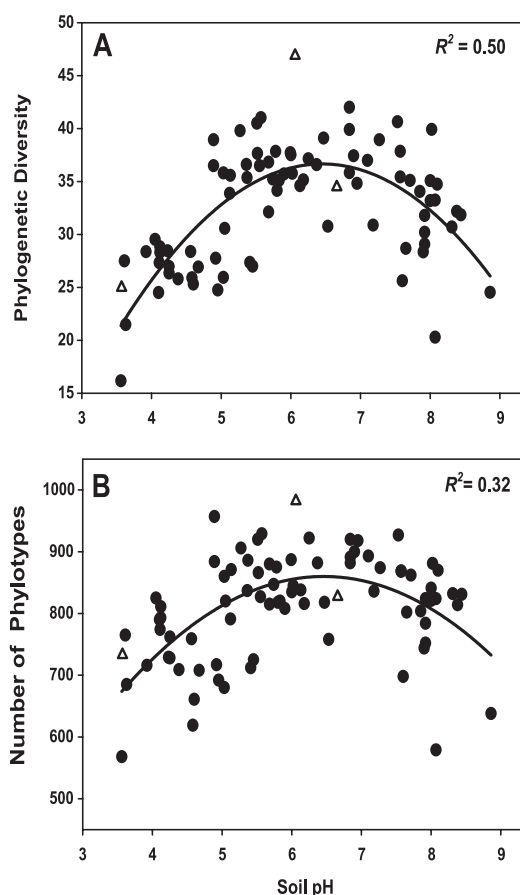 A
R² = 0.50
Phylogenetic Diversity
50
45
40
35
30
25
20
15
3 4 5 6 7 8 9
B
R²= 0.32
Number of Phylotypes
1000
900
800
700
600
500
3 4 5 6 7 8 9
Soil pH